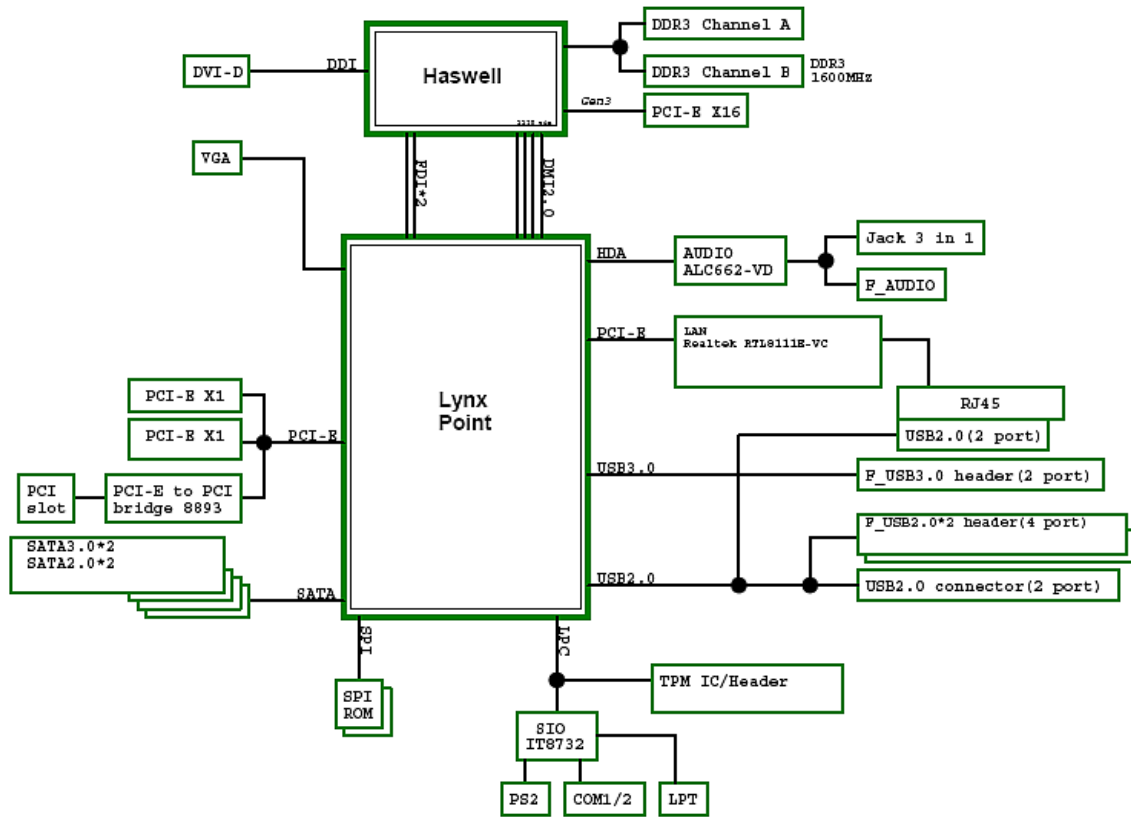 DDR3 Channel A
DVI-D
DDI
Haswell
DDR3 Channel B
DDR3
1600MHz
Gen3
PCI-E X16
VGA
FDI*2
DMI2.0
HDA
AUDIO
ALC662-VD
Jack 3 in 1
F_AUDIO
PCI-E
LAN
Realtek RTL8111E-VC
PCI-E X1
Lynx
Point
RJ45
PCI-E X1
PCI-E
USB2.0(2 port)
USB3.0
F_USB3.0 header(2 port)
PCI
slot
PCI-E to PCI
bridge 8893
F_USB2.0*2 header(4 port)
SATA3.0*2
SATA2.0*2
SATA
USB2.0
USB2.0 connector(2 port)
SPI
LPC
SPI
ROM
TPM IC/Header
SIO
IT8732
PS2
COM1/2
LPT